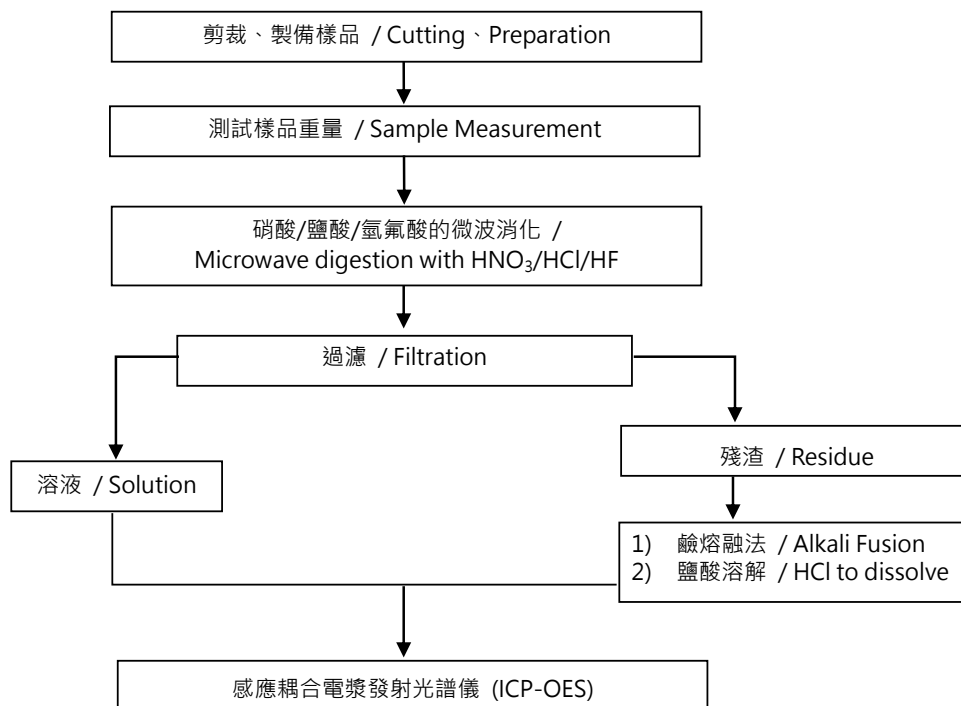 剪裁、製備樣品 / Cutting、Preparation
測試樣品重量 / Sample Measurement
硝酸/鹽酸/氫氟酸的微波消化 /
Microwave digestion with HNO₃/HCl/HF
過濾 / Filtration
溶液 / Solution
殘渣 / Residue
1) 鹼熔融法 / Alkali Fusion
2) 鹽酸溶解 / HCl to dissolve
感應耦合電漿發射光譜儀 (ICP-OES)